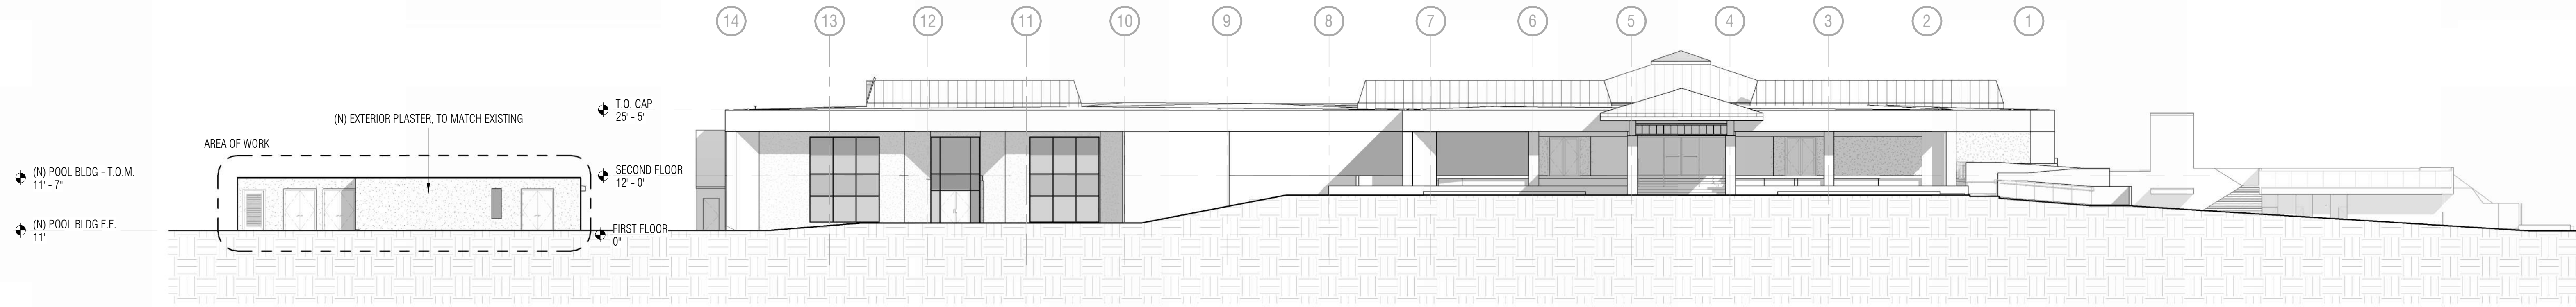 14 13 12 11 10 9 8 7 6 5 4 3 2 1
T.O. CAP
25' - 5"
(N) EXTERIOR PLASTER, TO MATCH EXISTING
AREA OF WORK
(N) POOL BLDG - T.O.M.
11' - 7"
SECOND FLOOR
12' - 0"
(N) POOL BLDG F.F.
11"
FIRST FLOOR
0"